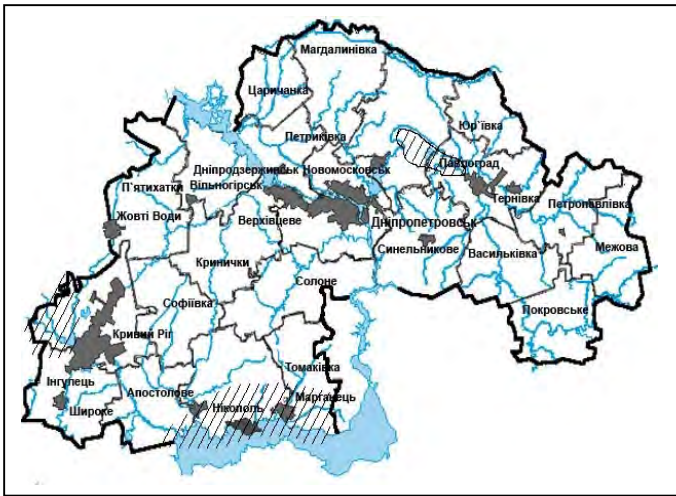 Магдалинівка
Царичанка
Юр`ївка
Петриківка
Павлоград
Дніпродзержинськ Новомосковськ
Вільногірськ
П`ятихатки
Тернівка
Петропавлівка
Жовті Води
Верхівцеве
Дніпропетровськ
Синельникове
Васильківка
Межова
Кринички
Солоне
Софіївка
Покровське
Кривий Ріг
Томаківка
Інгулець
Апостолове
Марганець
Широке
Нікополь